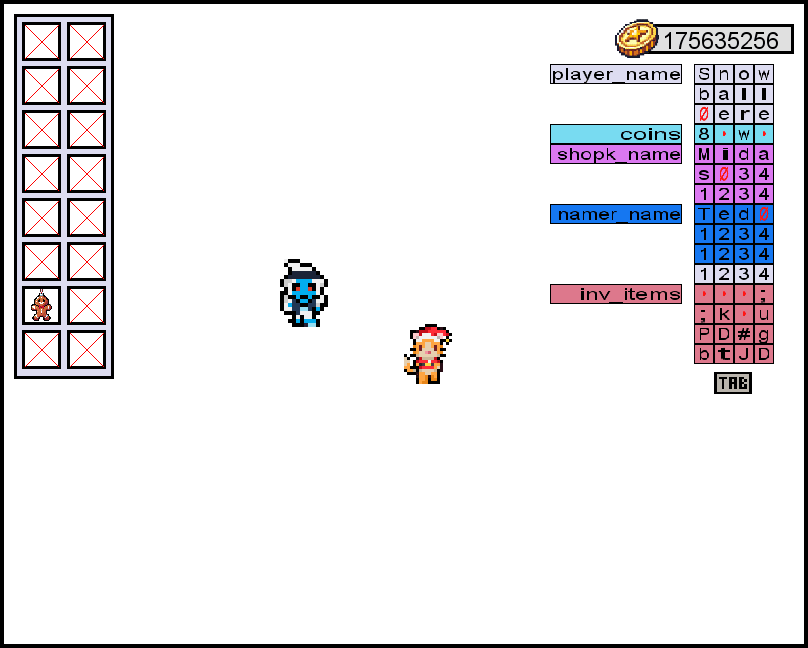 175635256
player_name
Snow
ball
0ere
coins
8·w·
shopk_name
Mida
s034
1234
namer_name
Ted0
1234
1234
1234
inv_items
···;
;k·u
PD#g
btJD
TAB